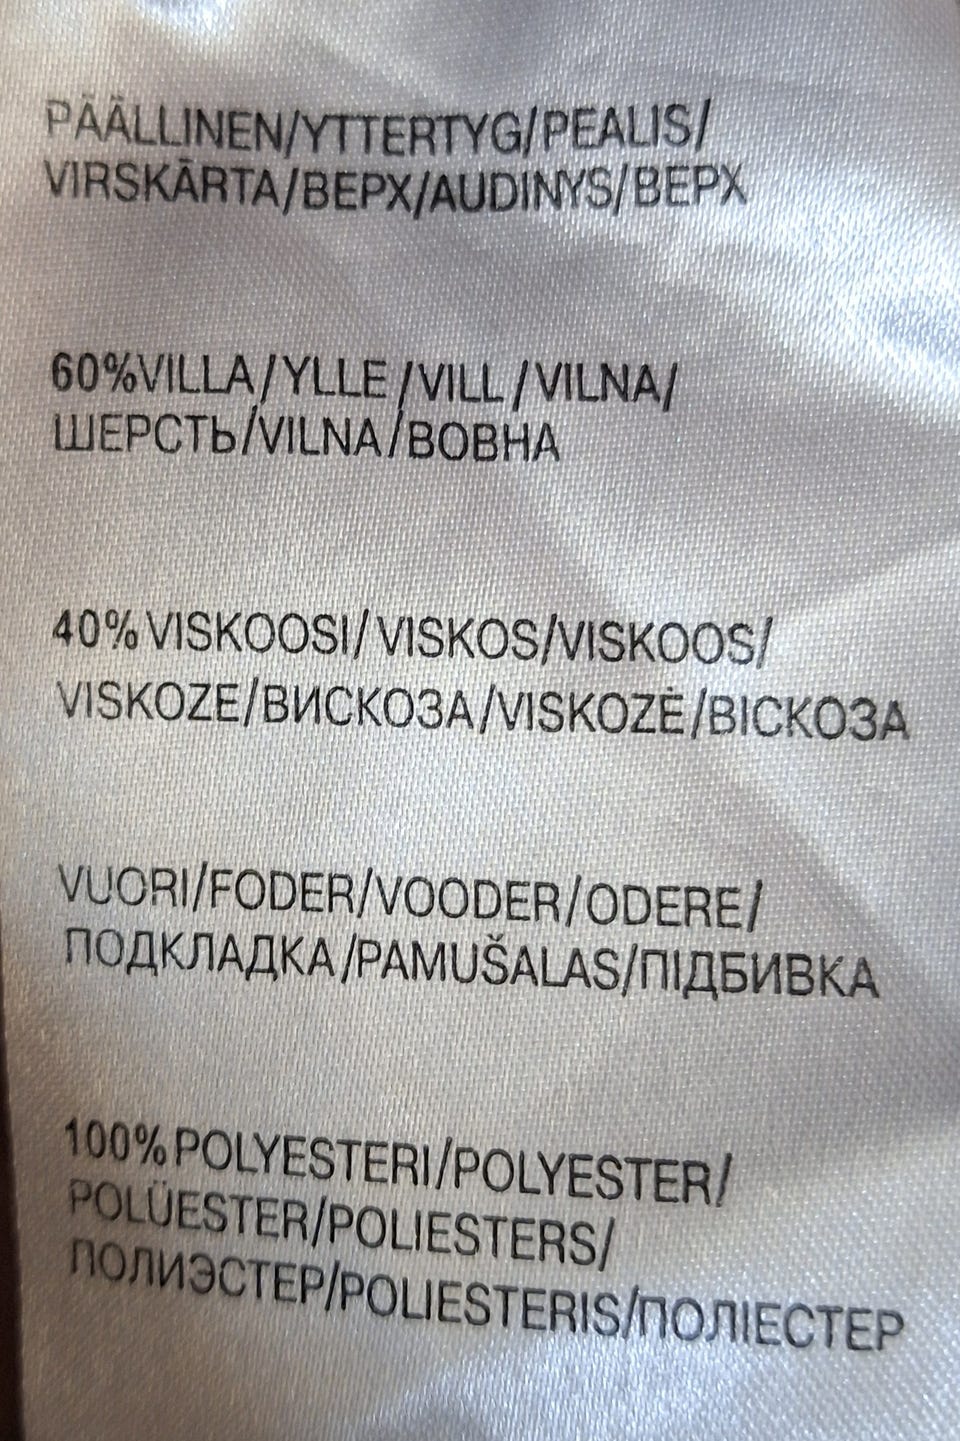 PÄÄLLINEN/YTTERTYG/PEALIS/
VIRSKĀRTA/ВЕРХ/AUDINYS/ВЕРХ
60%VILLA/YLLE/VILL/VILNA/
ШЕРСТЬ/VILNA/ВОВНА
40%VISKOOSI/VISKOS/VISKOOS/
VISKOZE/ВИСКОЗА/VISKOZĖ/ВІСКОЗА
VUORI/FODER/VOODER/ODERE/
ПОДКЛАДКА/PAMUŠALAS/ПІДБИВКА
100%POLYESTERI/POLYESTER/
POLÜESTER/POLIESTERS/
ПОЛИЭСТЕР/POLIESTERIS/ПОЛІЕСТЕР